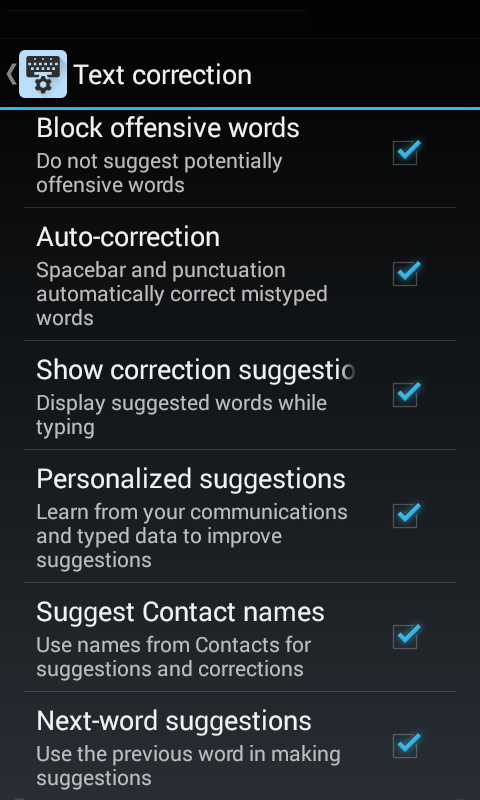 Text correction
Block offensive words
Do not suggest potentially
offensive words
Auto-correction
Spacebar and punctuation
automatically correct mistyped
words
Show correction suggestio
Display suggested words while
typing
Personalized suggestions
Learn from your communications
and typed data to improve
suggestions
Suggest Contact names
Use names from Contacts for
suggestions and corrections
Next-word suggestions
Use the previous word in making
suggestions